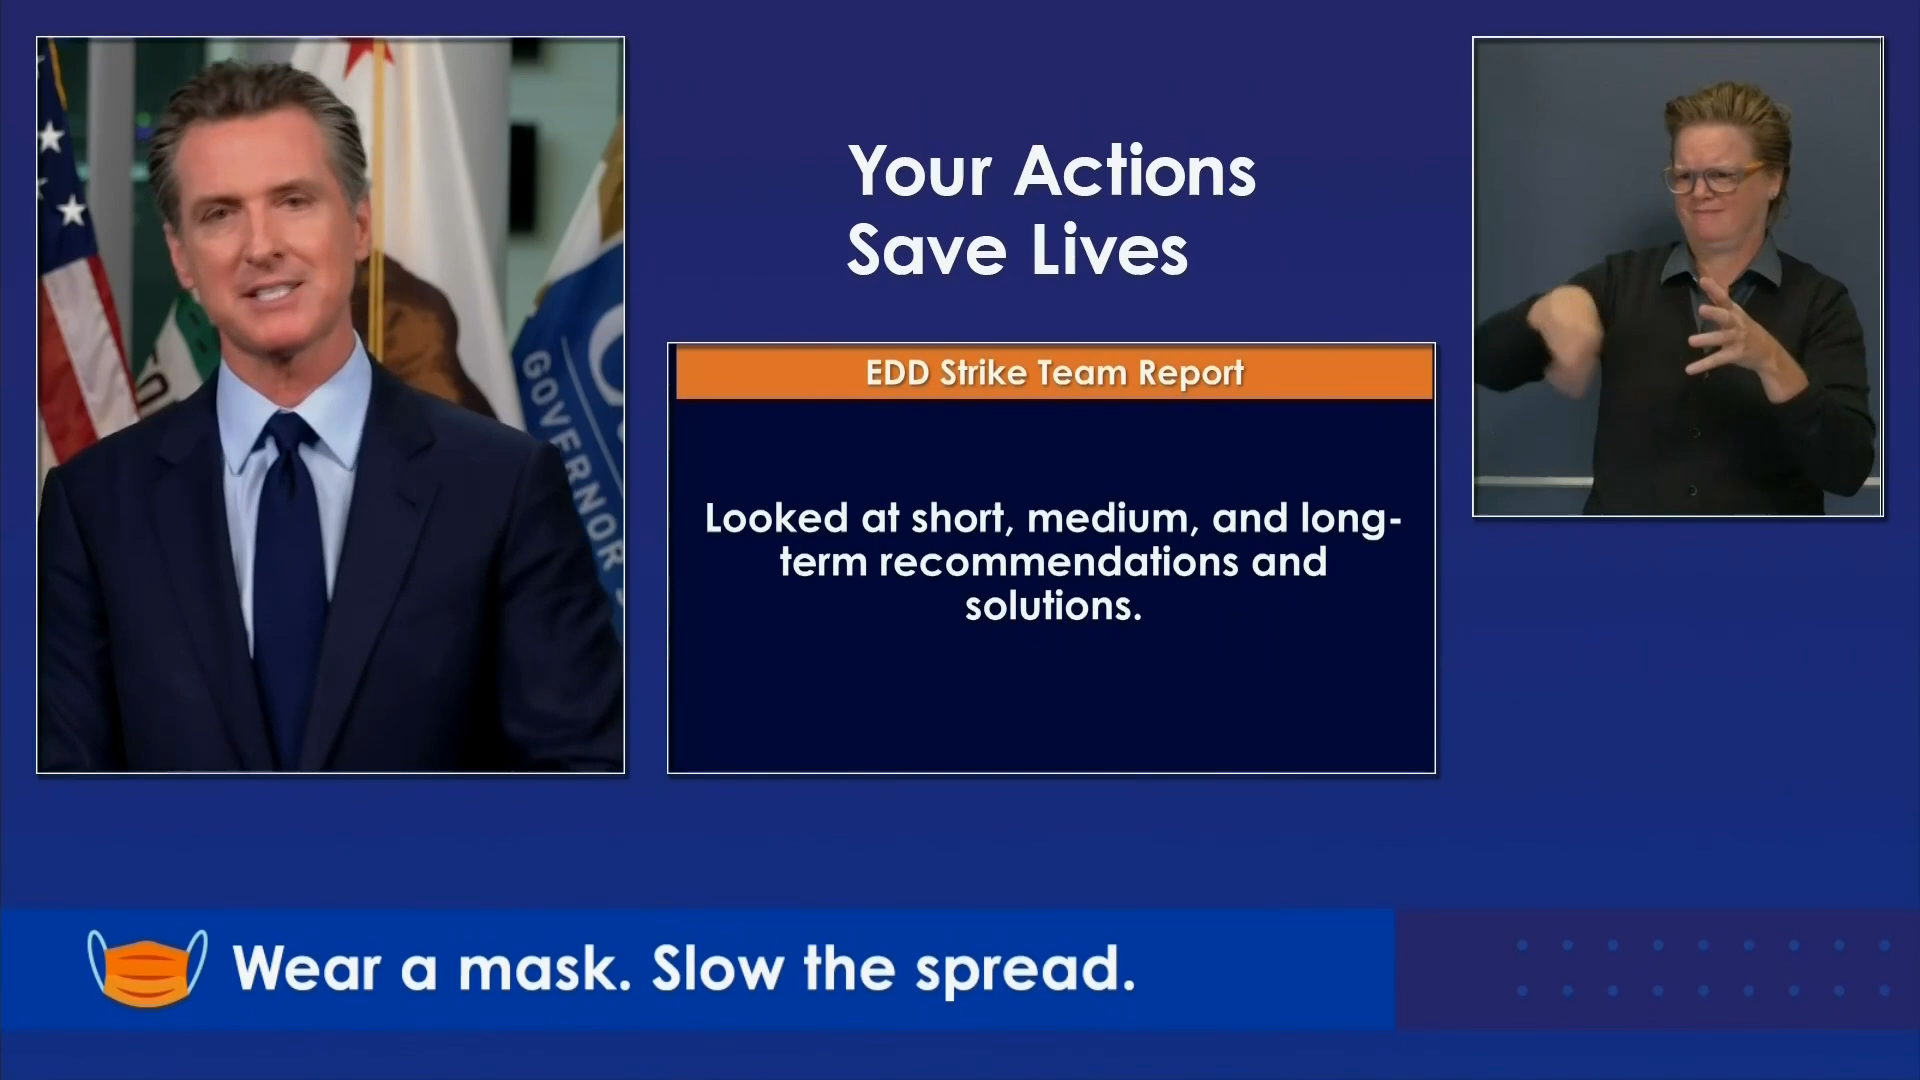 Your Actions
Save Lives
EDD Strike Team Report
Looked at short, medium, and long-
term recommendations and
solutions.
GOVERNOR
Wear a mask. Slow the spread.